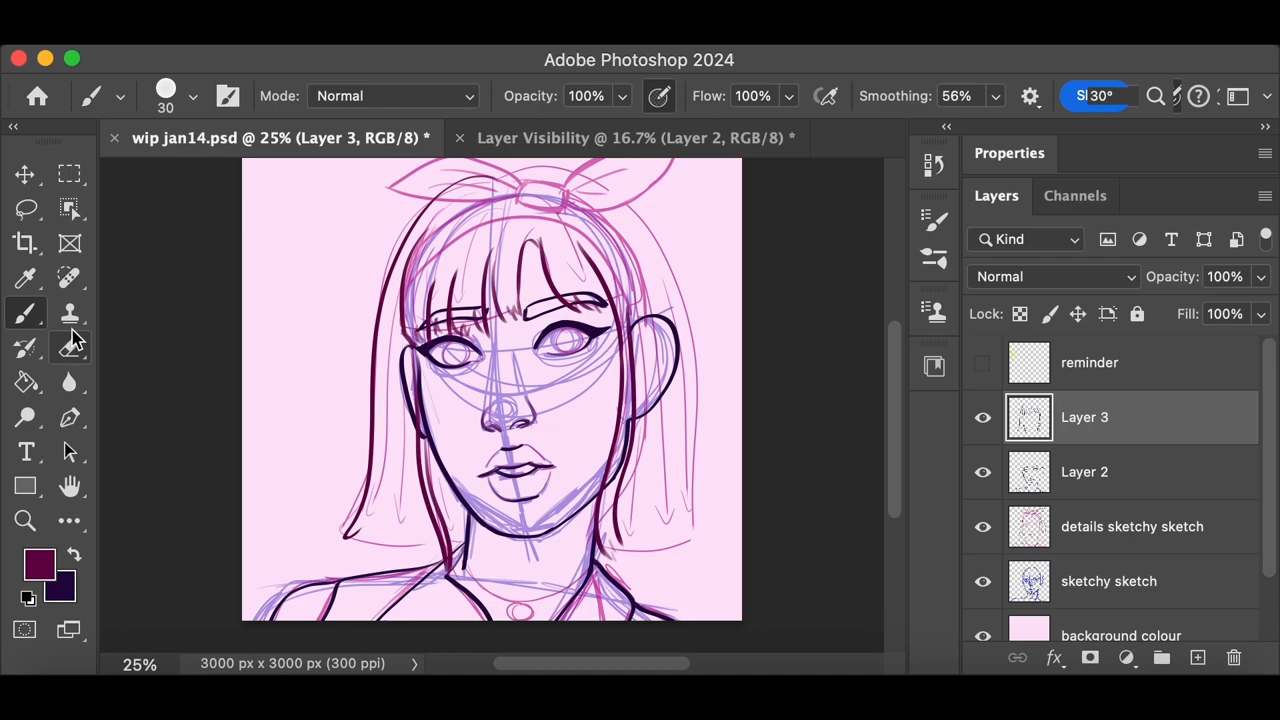 Adobe Photoshop 2024
30
Mode: Normal
Opacity: 100%
Flow: 100%
Smoothing: 56%
30°
wip jan14.psd @ 25% (Layer 3, RGB/8) *
Layer Visibility @ 16.7% (Layer 2, RGB/8) *
Properties
Layers
Channels
Kind
Normal
Opacity: 100%
Lock:
Fill: 100%
reminder
Layer 3
Layer 2
details sketchy sketch
sketchy sketch
background colour
fx
25%
3000 px x 3000 px (300 ppi)